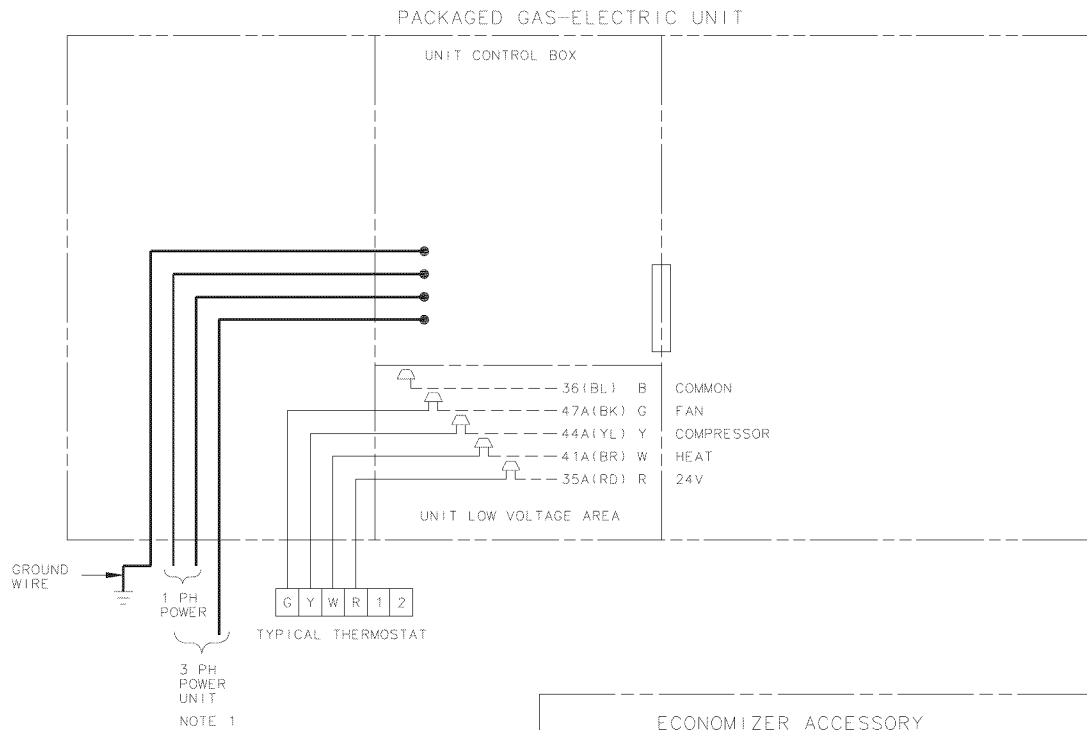 PACKAGED GAS-ELECTRIC UNIT
UNIT CONTROL BOX
36(BL) B COMMON
47A(BK) G FAN
44A(YL) Y COMPRESSOR
41A(BR) W HEAT
35A(RD) R 24V
UNIT LOW VOLTAGE AREA
GROUND
WIRE
1 PH
POWER
G Y W R 1 2
TYPICAL THERMOSTAT
3 PH
POWER
UNIT
NOTE 1
ECONOMIZER ACCESSORY